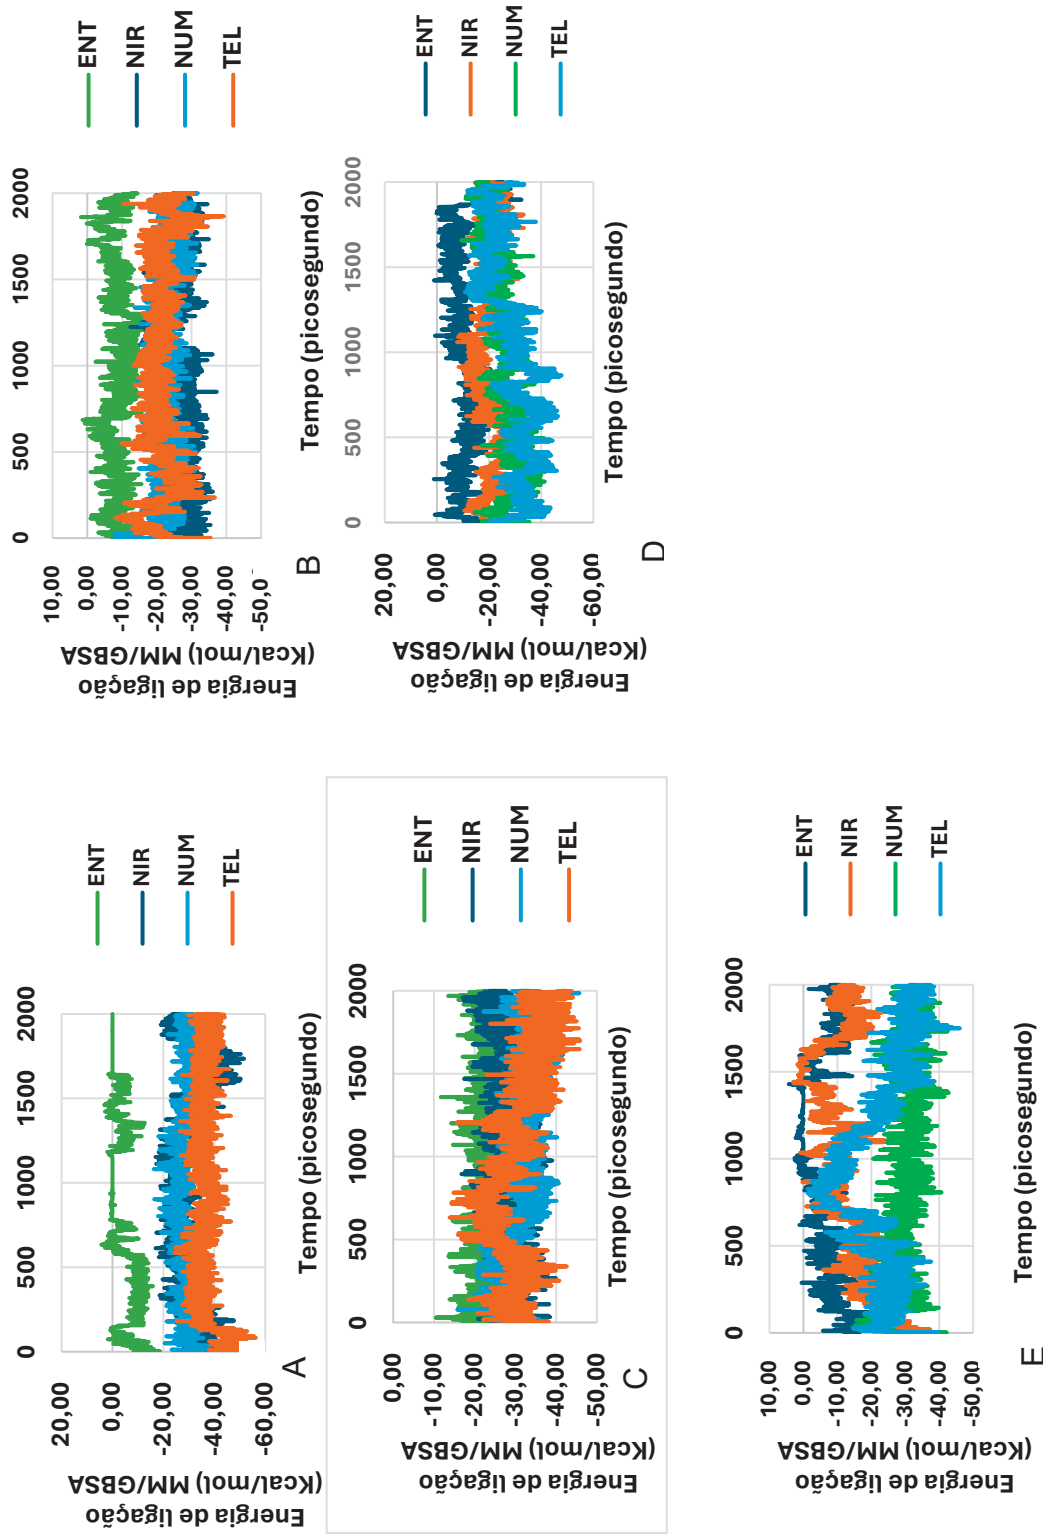 Energia de ligação
(Kcal/mol) MM/GBSA
20,00
0,00
-20,00
-40,00
-60,00
0
500
1000
1500
2000
Tempo (picosegundo)
ENT
NIR
NUM
TEL
A
Energia de ligação
(Kcal/mol) MM/GBSA
10,00
0,00
-10,00
-20,00
-30,00
-40,00
-50,0
0
500
1000
1500
2000
Tempo (picosegundo)
ENT
NIR
NUM
TEL
B
Energia de ligação
(Kcal/mol) MM/GBSA
0,00
-10,00
-20,00
-30,00
-40,00
-50,00
0
500
1000
1500
2000
Tempo (picosegundo)
ENT
NIR
NUM
TEL
C
Energia de ligação
(Kcal/mol) MM/GBSA
20,00
0,00
-20,00
-40,00
-60,00
0
500
1000
1500
2000
Tempo (picosegundo)
ENT
NIR
NUM
TEL
D
Energia de ligação
(Kcal/mol) MM/GBSA
10,00
0,00
-10,00
-20,00
-30,00
-40,00
-50,00
0
500
1000
1500
2000
Tempo (picosegundo)
ENT
NIR
NUM
TEL
E